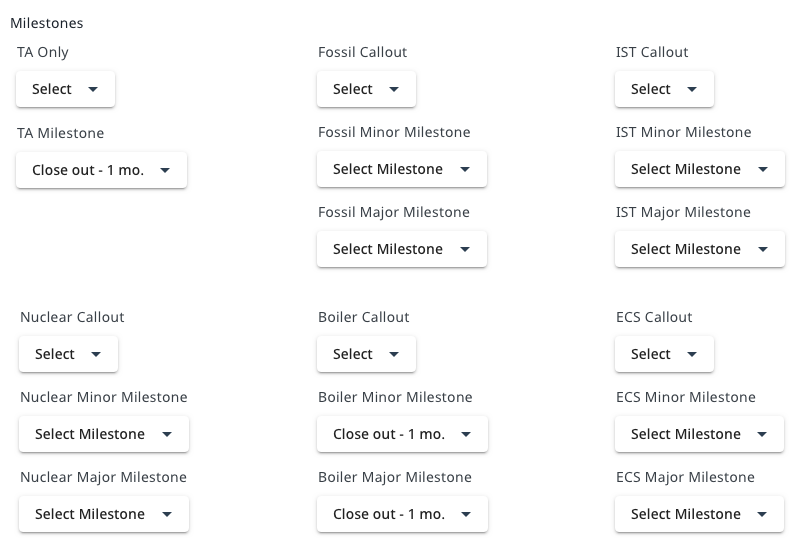 Milestones
TA Only
Fossil Callout
IST Callout
Select
Select
Select
TA Milestone
Fossil Minor Milestone
IST Minor Milestone
Close out - 1 mo.
Select Milestone
Select Milestone
Fossil Major Milestone
IST Major Milestone
Select Milestone
Select Milestone
Nuclear Callout
Boiler Callout
ECS Callout
Select
Select
Select
Nuclear Minor Milestone
Boiler Minor Milestone
ECS Minor Milestone
Select Milestone
Close out - 1 mo.
Select Milestone
Nuclear Major Milestone
Boiler Major Milestone
ECS Major Milestone
Select Milestone
Close out - 1 mo.
Select Milestone